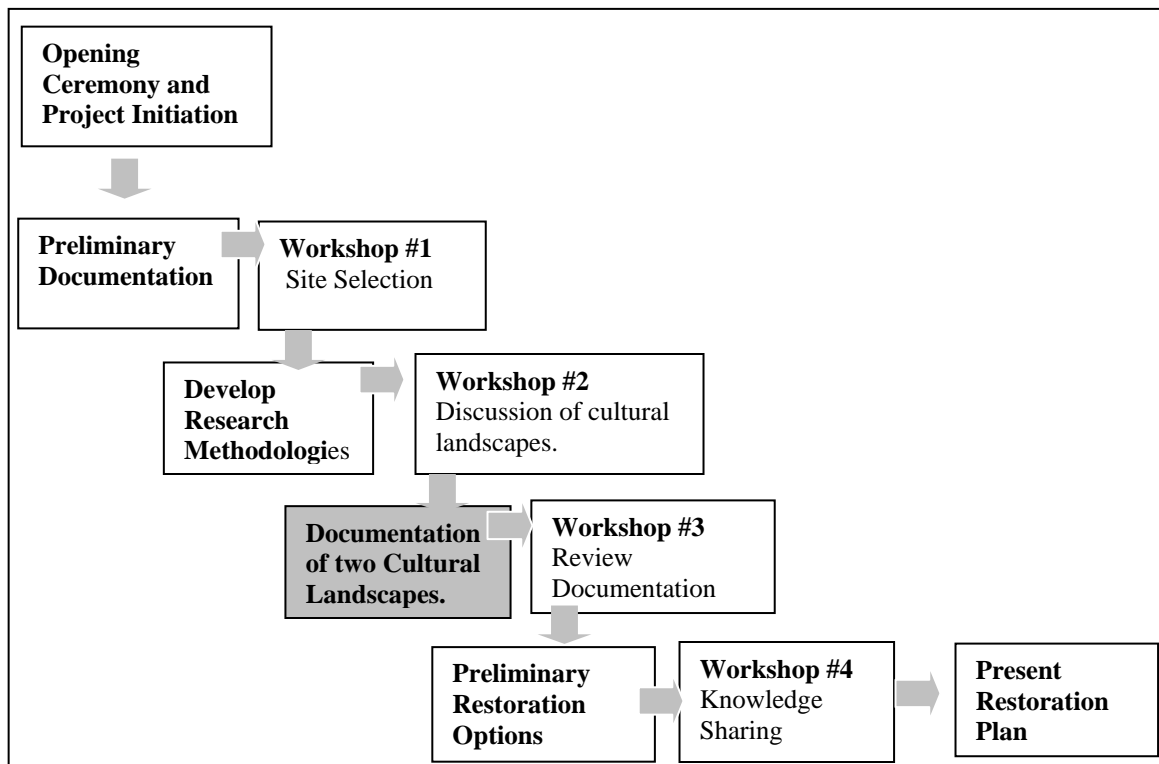 Opening
Ceremony and
Project Initiation
Preliminary
Documentation
Workshop #1
Site Selection
Develop
Research
Methodologies
Workshop #2
Discussion of cultural
landscapes.
Documentation
of two Cultural
Landscapes.
Workshop #3
Review
Documentation
Preliminary
Restoration
Options
Workshop #4
Knowledge
Sharing
Present
Restoration
Plan